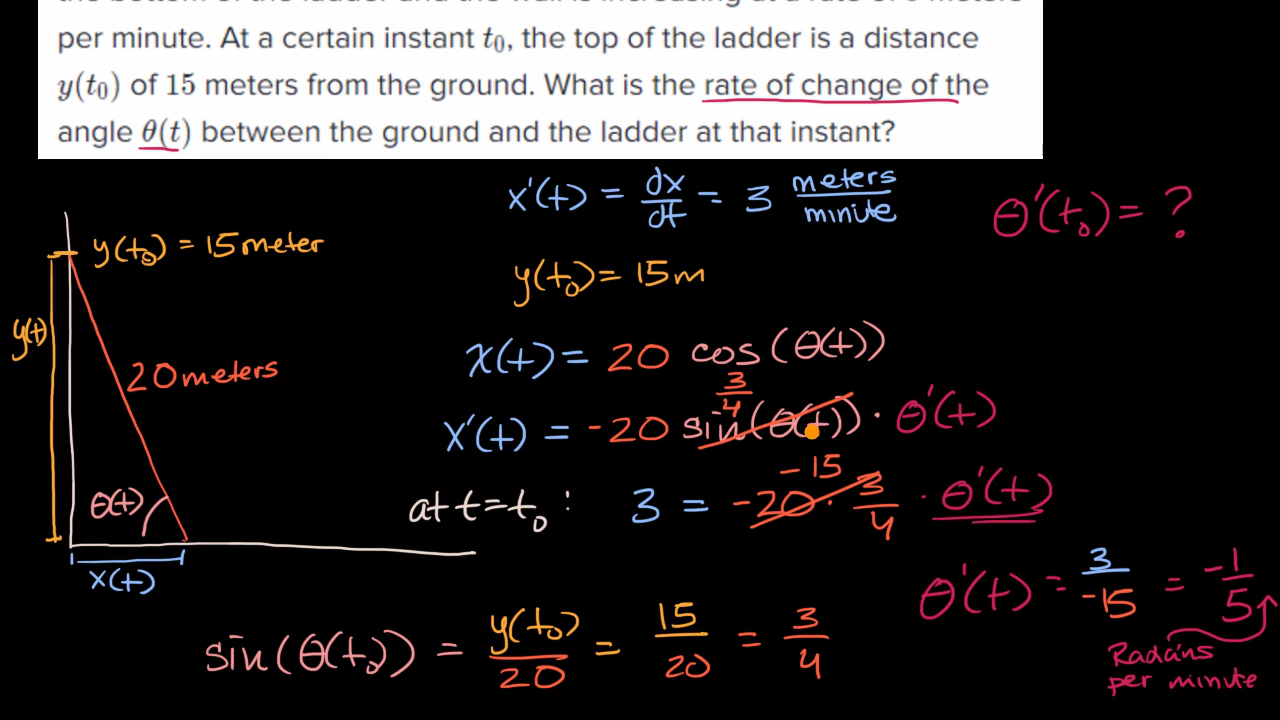 per minute. At a certain instant t₀, the top of the ladder is a distance
y(t₀) of 15 meters from the ground. What is the rate of change of the
angle θ(t) between the ground and the ladder at that instant?
x'(t) = dx/dt = 3 meters/minute
θ'(t₀) = ?
y(t₀) = 15 meter
y(t₀) = 15m
y(t)
x(t) = 20 cos(θ(t))
20 meters
3/4
x'(t) = -20 sin(θ(t)) · θ'(t)
-15
θ(t)
at t = t₀ : 3 = -20 · 3/4 · θ'(t)
x(t)
θ'(t) = 3/-15 = -1/5
sin(θ(t₀)) = y(t₀)/20 = 15/20 = 3/4
Radains
per minute